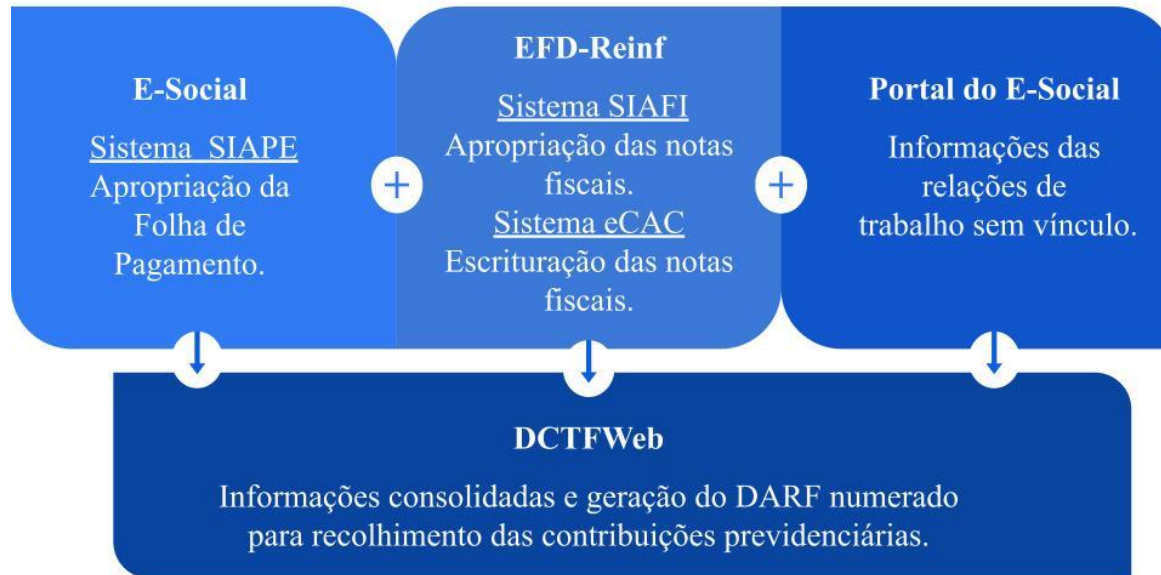 E-Social
Sistema SIAPE
Apropriação da
Folha de
Pagamento.
+
EFD-Reinf
Sistema SIAFI
Apropriação das notas
fiscais.
Sistema eCAC
Escrituração das notas
fiscais.
+
Portal do E-Social
Informações das
relações de
trabalho sem vínculo.
DCTFWeb
Informações consolidadas e geração do DARF numerado
para recolhimento das contribuições previdenciárias.